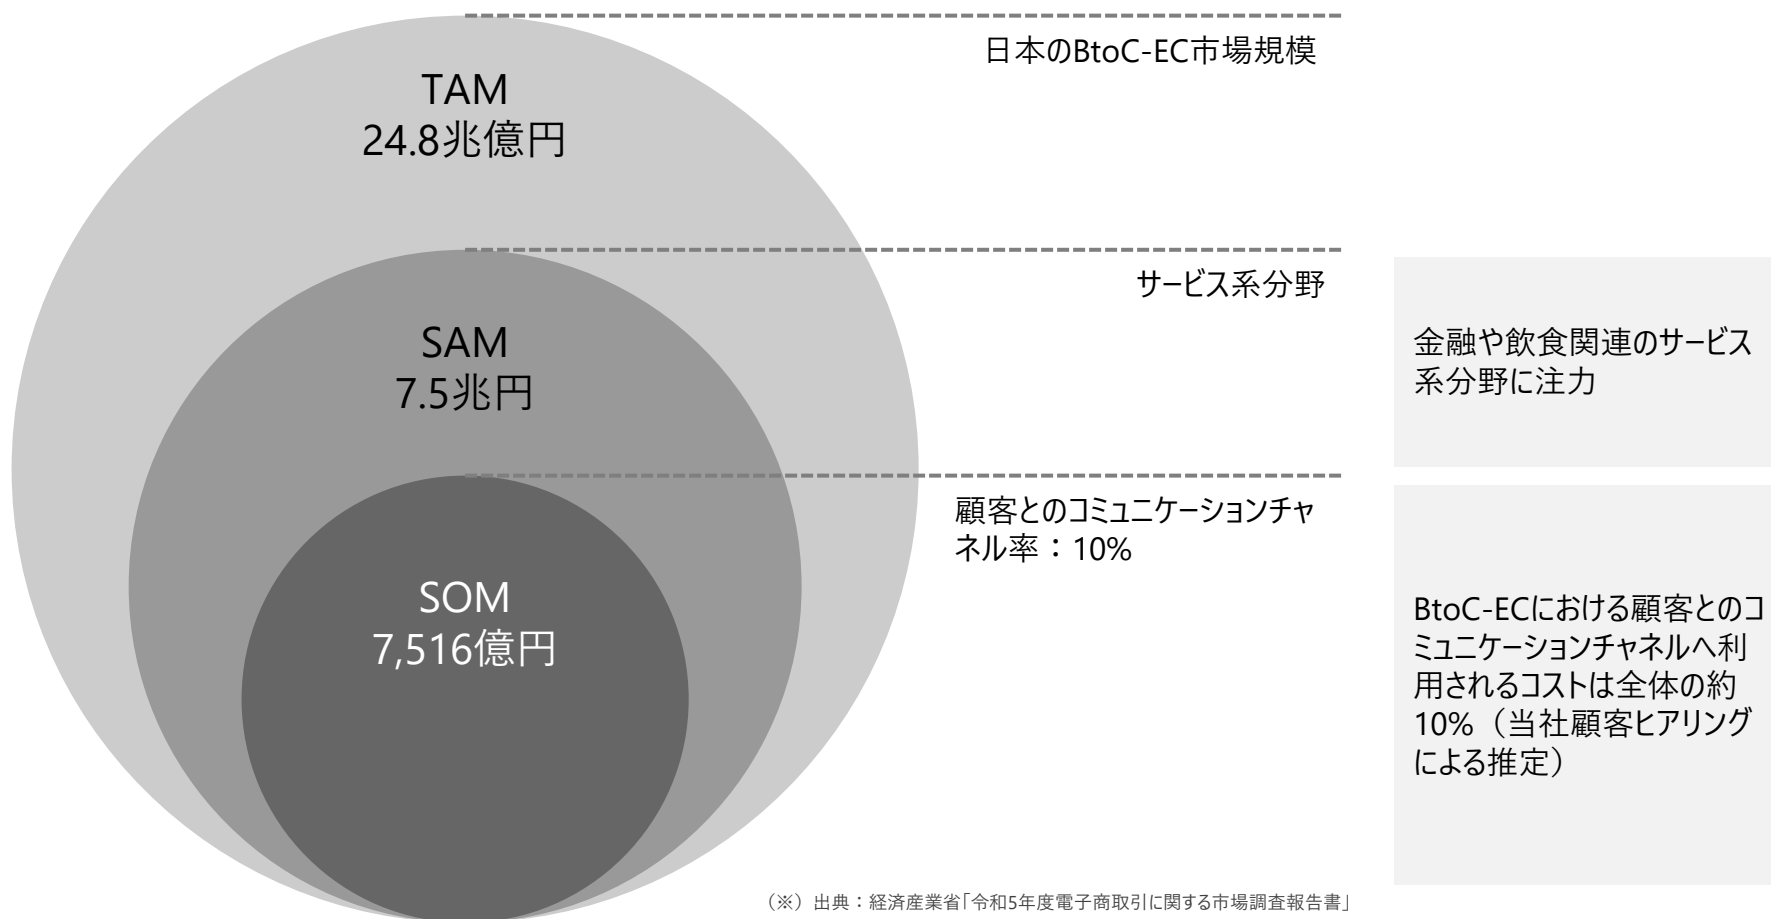 日本のBtoC-EC市場規模
TAM
24.8兆億円
サービス系分野
SAM
7.5兆円
金融や飲食関連のサービス
系分野に注力
顧客とのコミュニケーションチャ
ネル率：10%
SOM
7,516億円
BtoC-ECにおける顧客とのコ
ミュニケーションチャネルへ利
用されるコストは全体の約
10%（当社顧客ヒアリング
による推定）
（※）出典：経済産業省「令和5年度電子商取引に関する市場調査報告書」